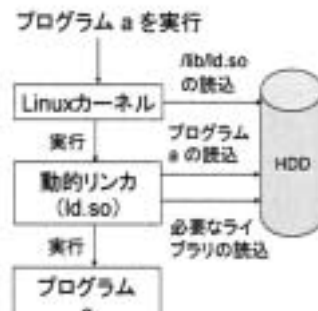 プログラム a を実行
/lib/ld.so
の読込
Linuxカーネル
実行
プログラム
a の読込
HDD
動的リンカ
(ld.so)
必要なライ
ブラリの読込
実行
プログラム